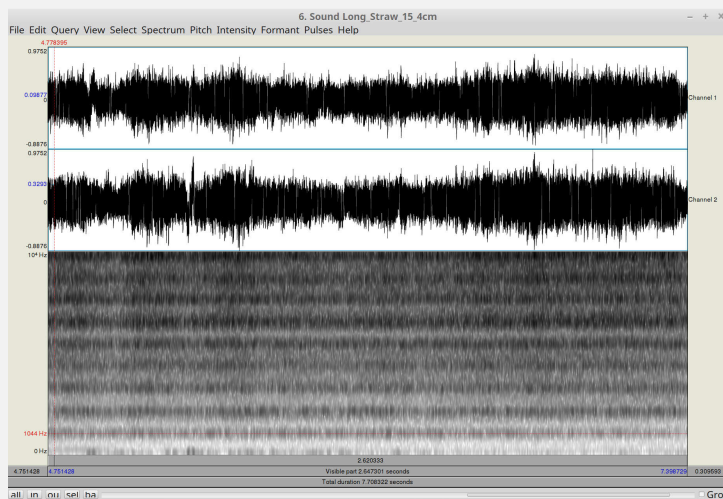 6. Sound Long_Straw_15_4cm
File Edit Query View Select Spectrum Pitch Intensity Formant Pulses Help
4.778395
0.9752
0.09877
0
-0.8876
Channel 1
0.9752
0.3293
0
-0.8876
Channel 2
10⁴ Hz
1044 Hz
0 Hz
2.620333
4.751428 4.751428 Visible part 2.547301 seconds 7.298729 0.309593
Total duration 7.708322 seconds
all in ou sel ba Gro